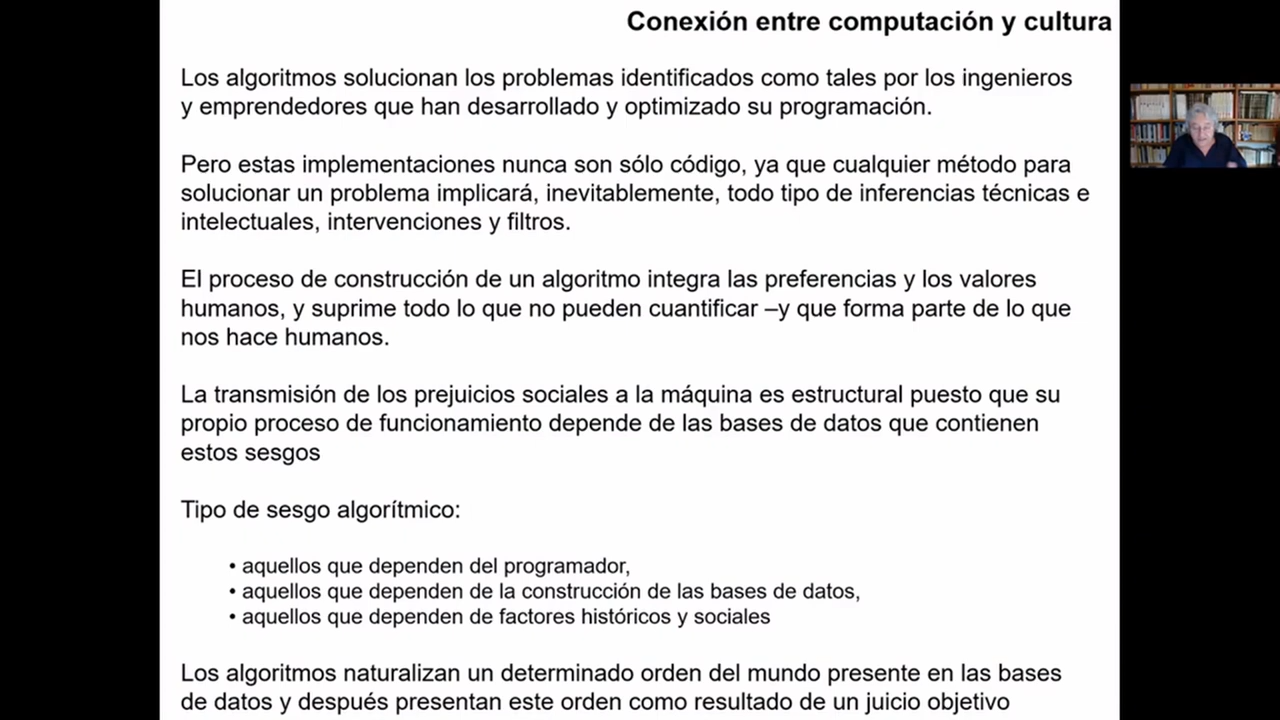 Conexión entre computación y cultura
Los algoritmos solucionan los problemas identificados como tales por los ingenieros
y emprendedores que han desarrollado y optimizado su programación.
Pero estas implementaciones nunca son sólo código, ya que cualquier método para
solucionar un problema implicará, inevitablemente, todo tipo de inferencias técnicas e
intelectuales, intervenciones y filtros.
El proceso de construcción de un algoritmo integra las preferencias y los valores
humanos, y suprime todo lo que no pueden cuantificar –y que forma parte de lo que
nos hace humanos.
La transmisión de los prejuicios sociales a la máquina es estructural puesto que su
propio proceso de funcionamiento depende de las bases de datos que contienen
estos sesgos
Tipo de sesgo algorítmico:
• aquellos que dependen del programador,
• aquellos que dependen de la construcción de las bases de datos,
• aquellos que dependen de factores históricos y sociales
Los algoritmos naturalizan un determinado orden del mundo presente en las bases
de datos y después presentan este orden como resultado de un juicio objetivo